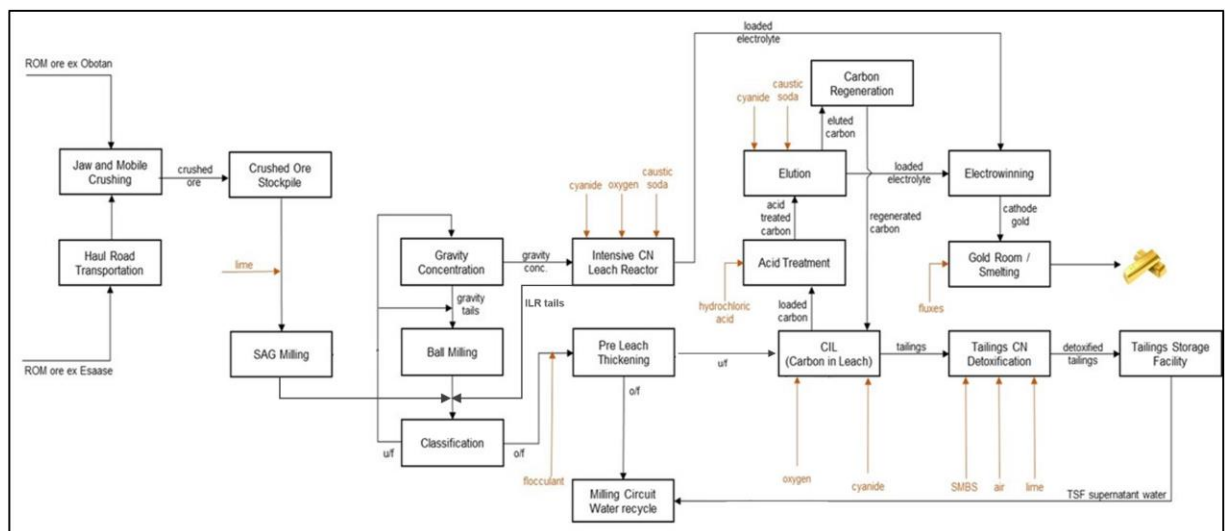 loaded
electrolyte
ROM ore ex Obotan
Carbon
Regeneration
caustic
soda
cyanide
eluted
carbon
Jaw and Mobile
Crushing
crushed
ore
Crushed Ore
Stockpile
Elution
loaded
electrolyte
Electrowinning
cyanide
oxygen
caustic
soda
acid
treated
carbon
regenerated
carbon
cathode
gold
Haul Road
Transportation
lime
Gravity
Concentration
gravity
conc.
Intensive CN
Leach Reactor
Acid Treatment
Gold Room /
Smelting
gravity
tails
ILR tails
hydrochloric
acid
loaded
carbon
fluxes
ROM ore ex Esaase
SAG Milling
Ball Milling
Pre Leach
Thickening
u/f
CIL
(Carbon in Leach)
tailings
Tailings CN
Detoxification
detoxified
tailings
Tailings Storage
Facility
o/f
Classification
u/f
o/f
flocculant
oxygen
cyanide
SMBS
air
lime
Milling Circuit
Water recycle
TSF supernatant water